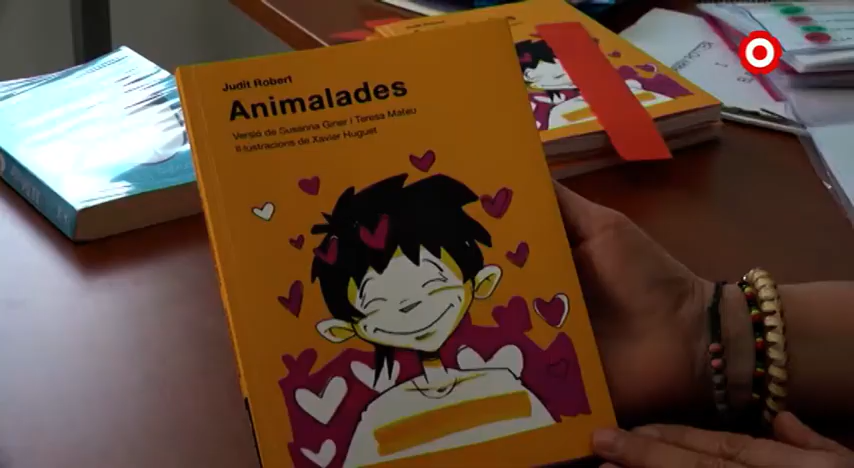 Judit Robert
Animalades
Versió de Susanna Giner / Teresa Mateu
Il·lustracions de Xavier Huguet